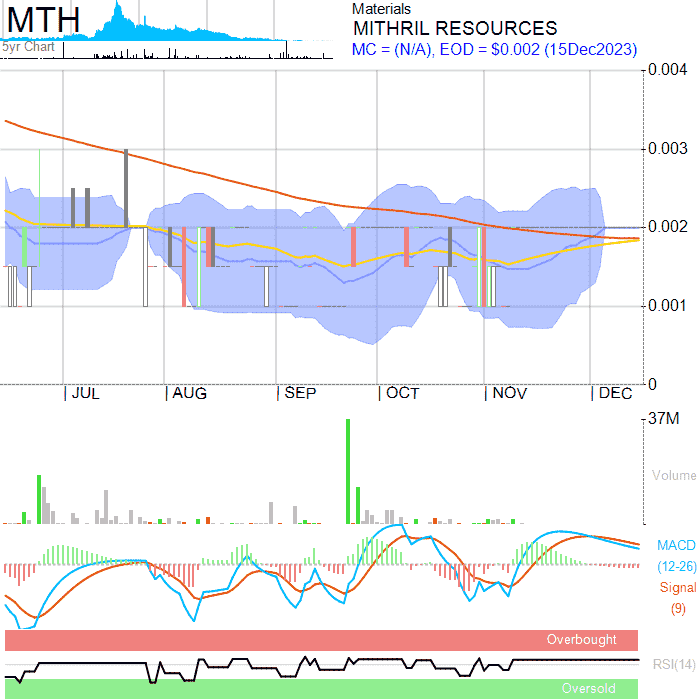 MTH
5yr Chart
Materials
MITHRIL RESOURCES
MC = (N/A), EOD = $0.002 (15Dec2023)
0.004
0.003
0.002
0.001
0
JUL
AUG
SEP
OCT
NOV
DEC
37M
Volume
MACD
(12-26)
Signal
(9)
Overbought
RSI(14)
Oversold